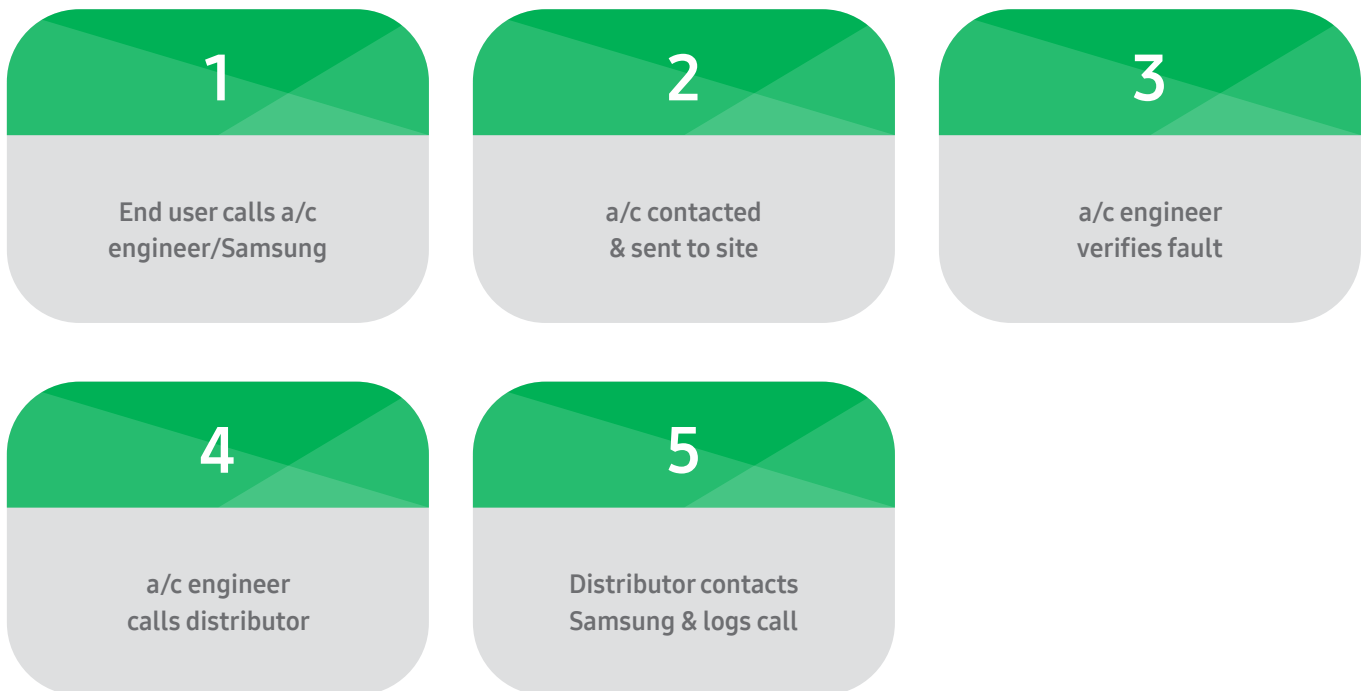 1
End user calls a/c
engineer/Samsung
2
a/c contacted
& sent to site
3
a/c engineer
verifies fault
4
a/c engineer
calls distributor
5
Distributor contacts
Samsung & logs call